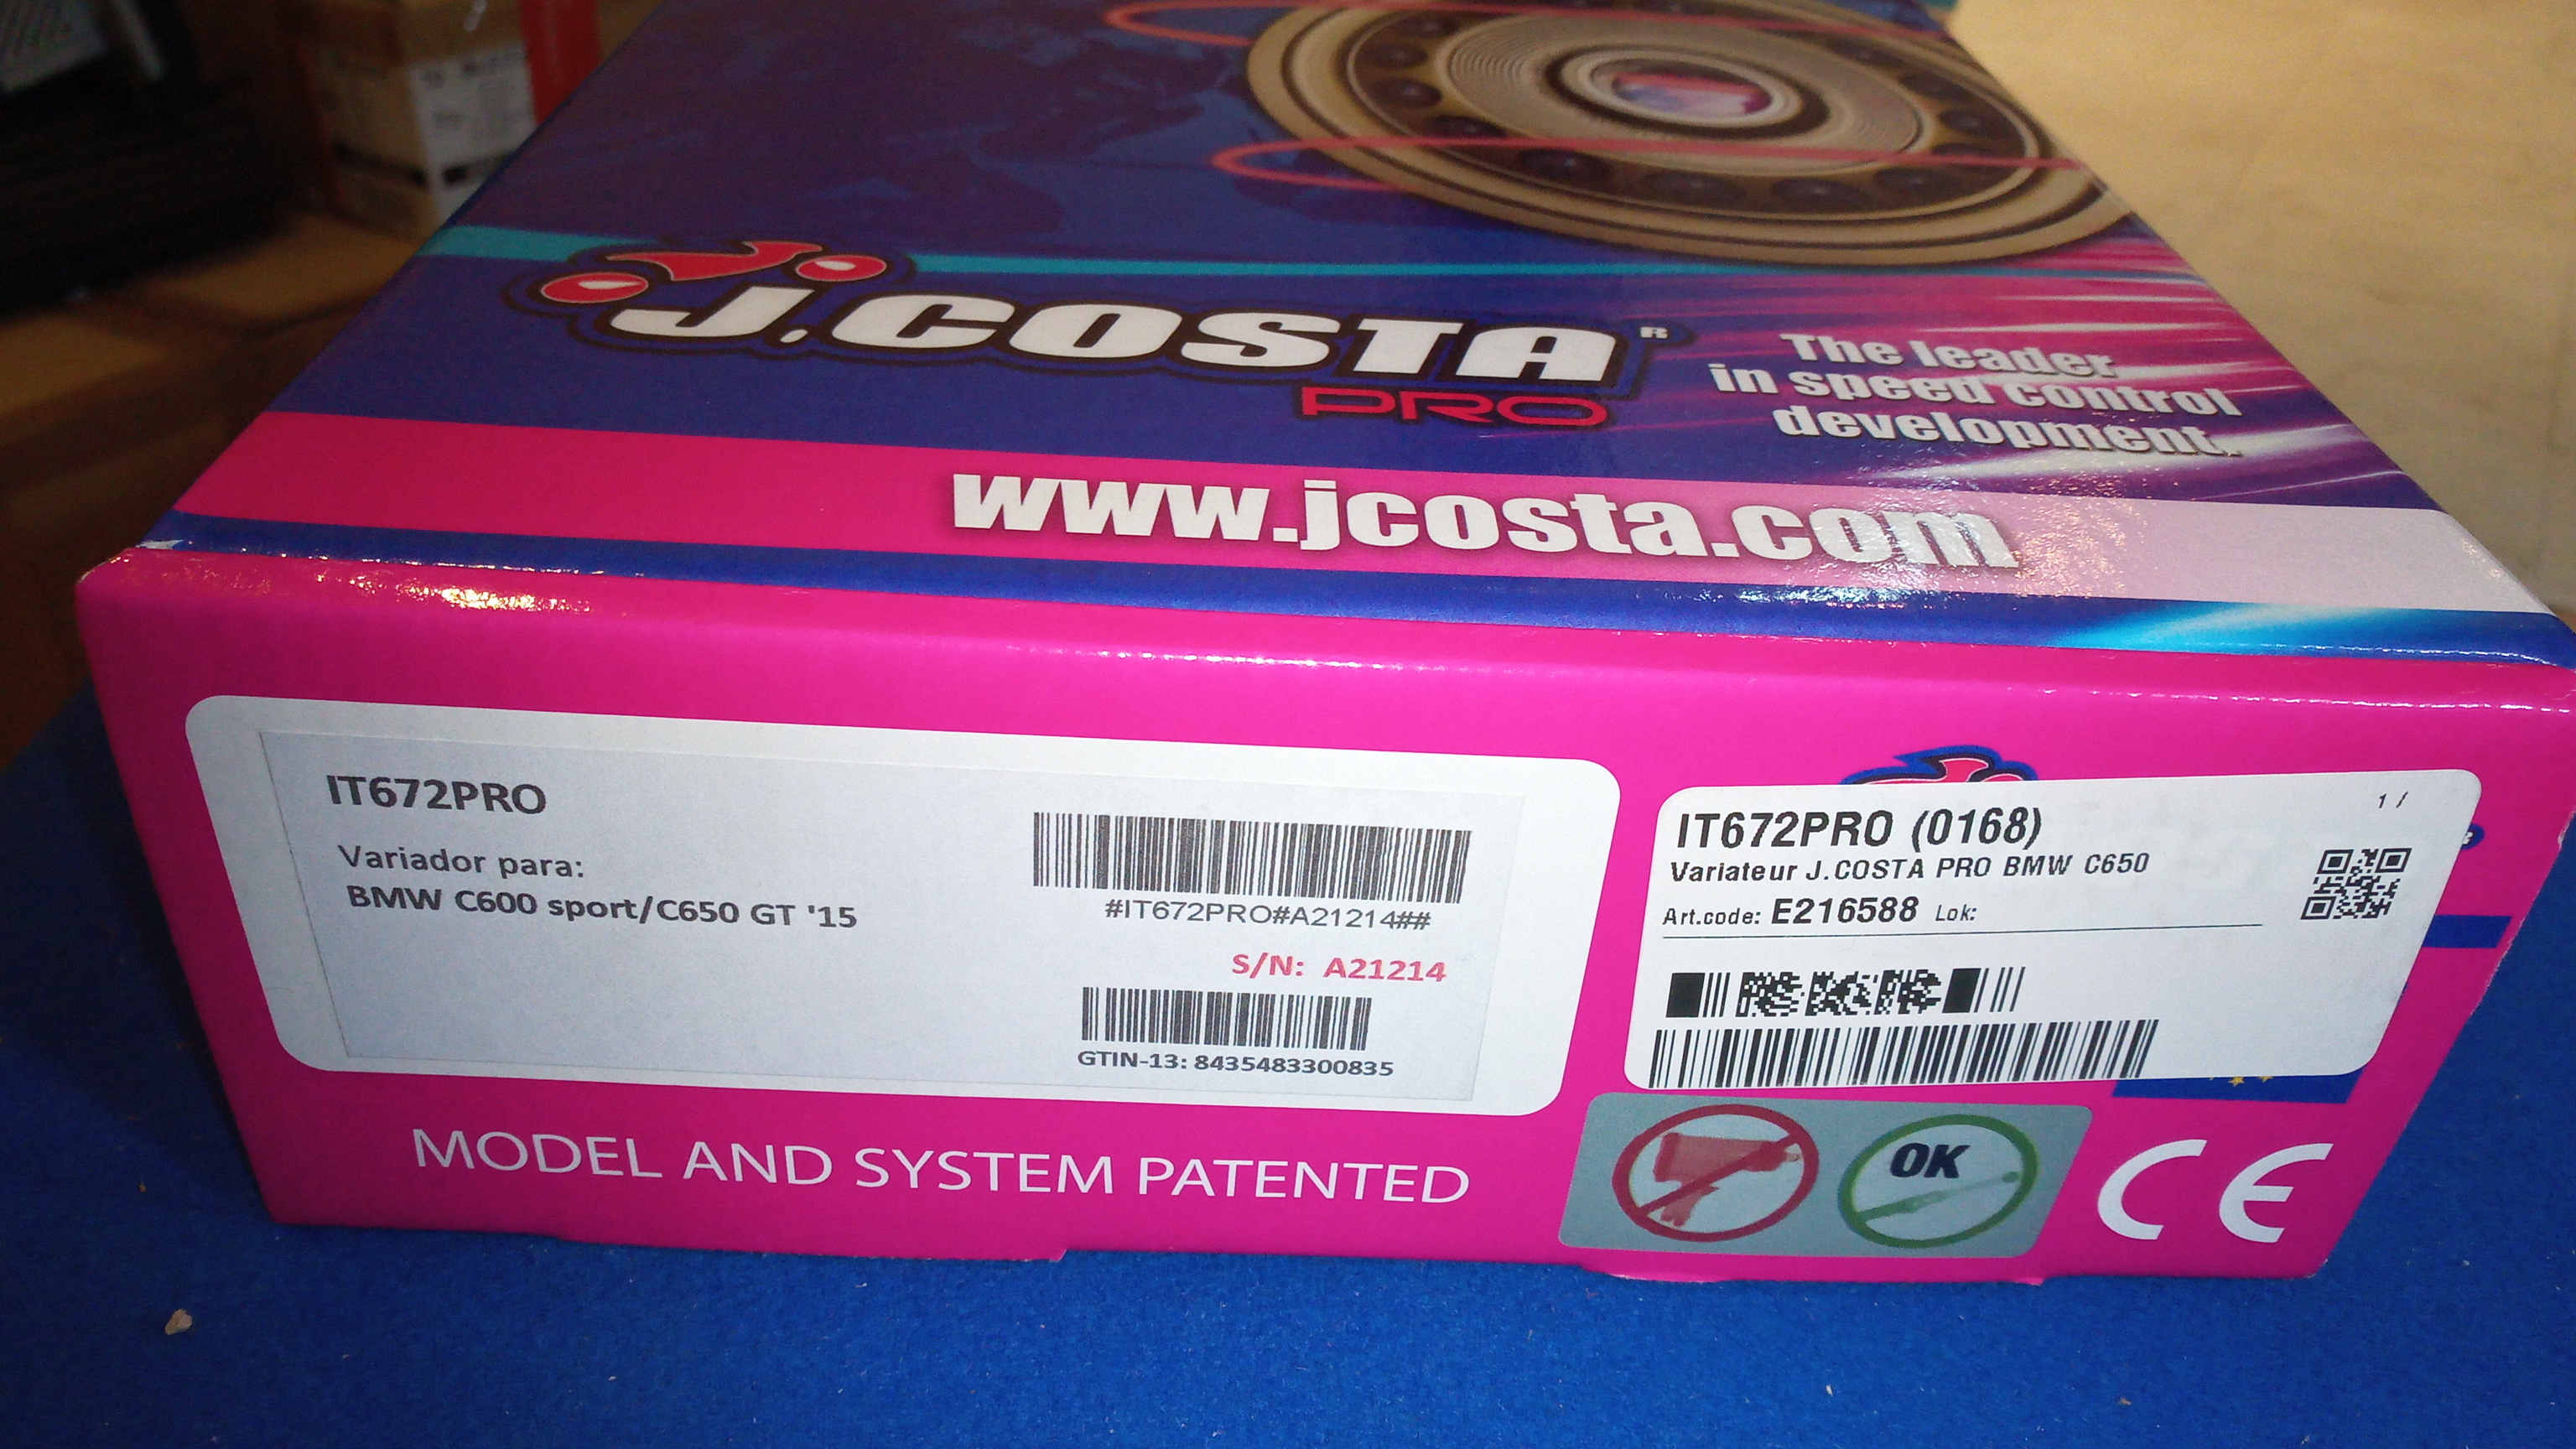 J.COSTA®
PRO
The leader
in speed control
development.
www.jcosta.com
IT672PRO
Variador para:
BMW C600 sport/C650 GT '15
#IT672PRO#A21214##
S/N: A21214
GTIN-13: 8435483300835
1 /
IT672PRO (0168)
Variateur J.COSTA PRO BMW C650
Art.code: E216588 Lok:
MODEL AND SYSTEM PATENTED
OK
CE